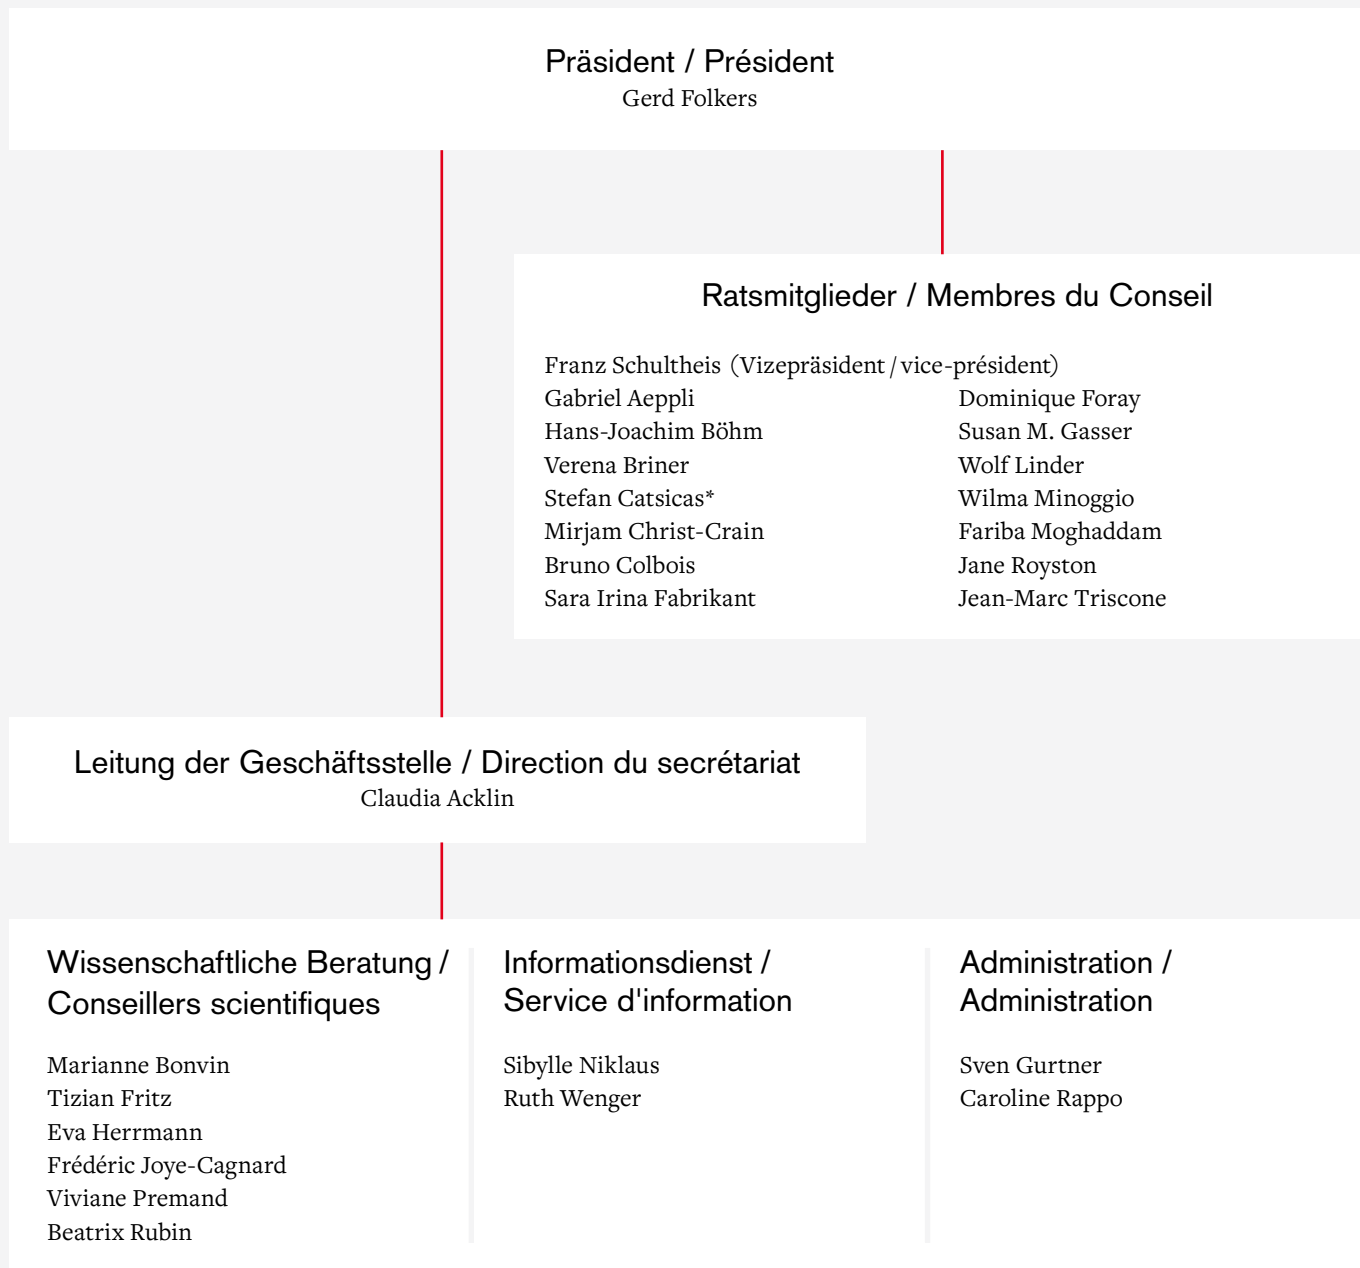 Präsident / Président
Gerd Folkers
Ratsmitglieder / Membres du Conseil
Franz Schultheis (Vizepräsident / vice-président)
Gabriel Aeppli
Hans-Joachim Böhm
Verena Briner
Stefan Catsicas*
Mirjam Christ-Crain
Bruno Colbois
Sara Irina Fabrikant
Dominique Foray
Susan M. Gasser
Wolf Linder
Wilma Minoggio
Fariba Moghaddam
Jane Royston
Jean-Marc Triscone
Leitung der Geschäftsstelle / Direction du secrétariat
Claudia Acklin
Wissenschaftliche Beratung /
Conseillers scientifiques
Marianne Bonvin
Tizian Fritz
Eva Herrmann
Frédéric Joye-Cagnard
Viviane Premand
Beatrix Rubin
Informationsdienst /
Service d'information
Sibylle Niklaus
Ruth Wenger
Administration /
Administration
Sven Gurtner
Caroline Rappo